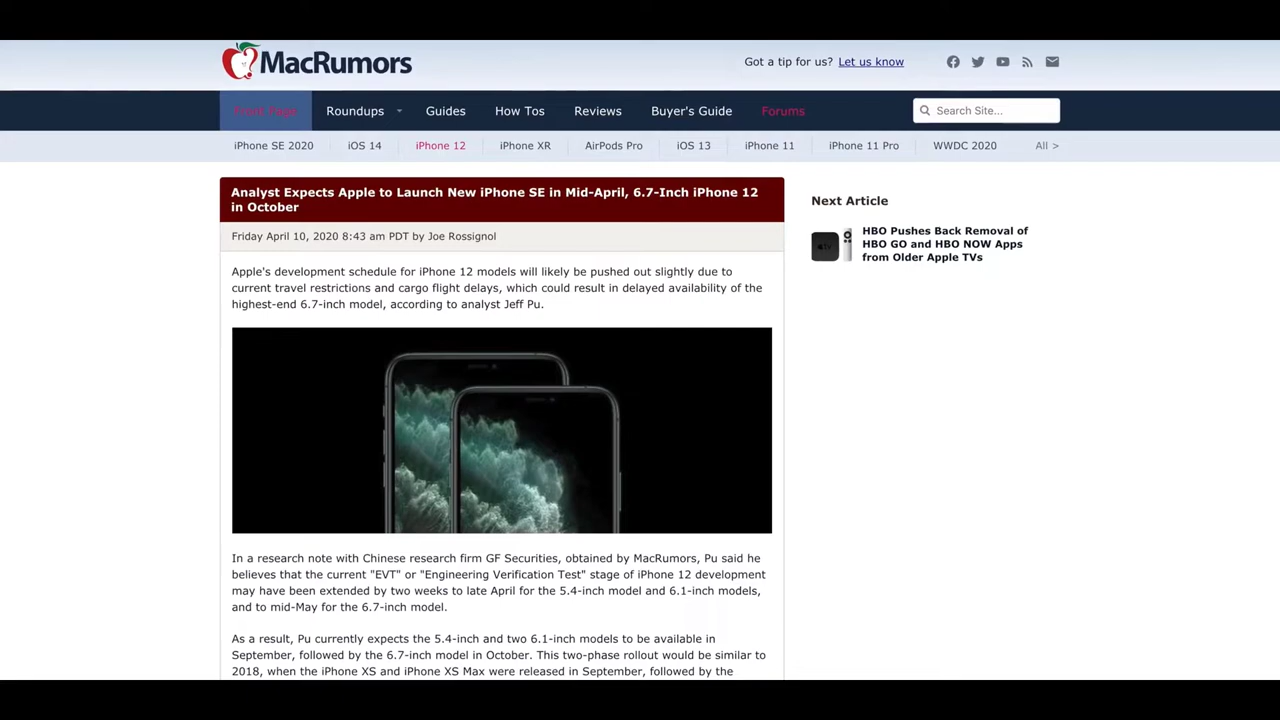 MacRumors
Got a tip for us? Let us know
Front Page Roundups Guides How Tos Reviews Buyer's Guide Forums Search Site...
iPhone SE 2020 iOS 14 iPhone 12 iPhone XR AirPods Pro iOS 13 iPhone 11 iPhone 11 Pro WWDC 2020 All >
Analyst Expects Apple to Launch New iPhone SE in Mid-April, 6.7-Inch iPhone 12
in October
Friday April 10, 2020 8:43 am PDT by Joe Rossignol
Apple's development schedule for iPhone 12 models will likely be pushed out slightly due to
current travel restrictions and cargo flight delays, which could result in delayed availability of the
highest-end 6.7-inch model, according to analyst Jeff Pu.
In a research note with Chinese research firm GF Securities, obtained by MacRumors, Pu said he
believes that the current "EVT" or "Engineering Verification Test" stage of iPhone 12 development
may have been extended by two weeks to late April for the 5.4-inch model and 6.1-inch models,
and to mid-May for the 6.7-inch model.
As a result, Pu currently expects the 5.4-inch and two 6.1-inch models to be available in
September, followed by the 6.7-inch model in October. This two-phase rollout would be similar to
2018, when the iPhone XS and iPhone XS Max were released in September, followed by the
Next Article
HBO Pushes Back Removal of
HBO GO and HBO NOW Apps
from Older Apple TVs